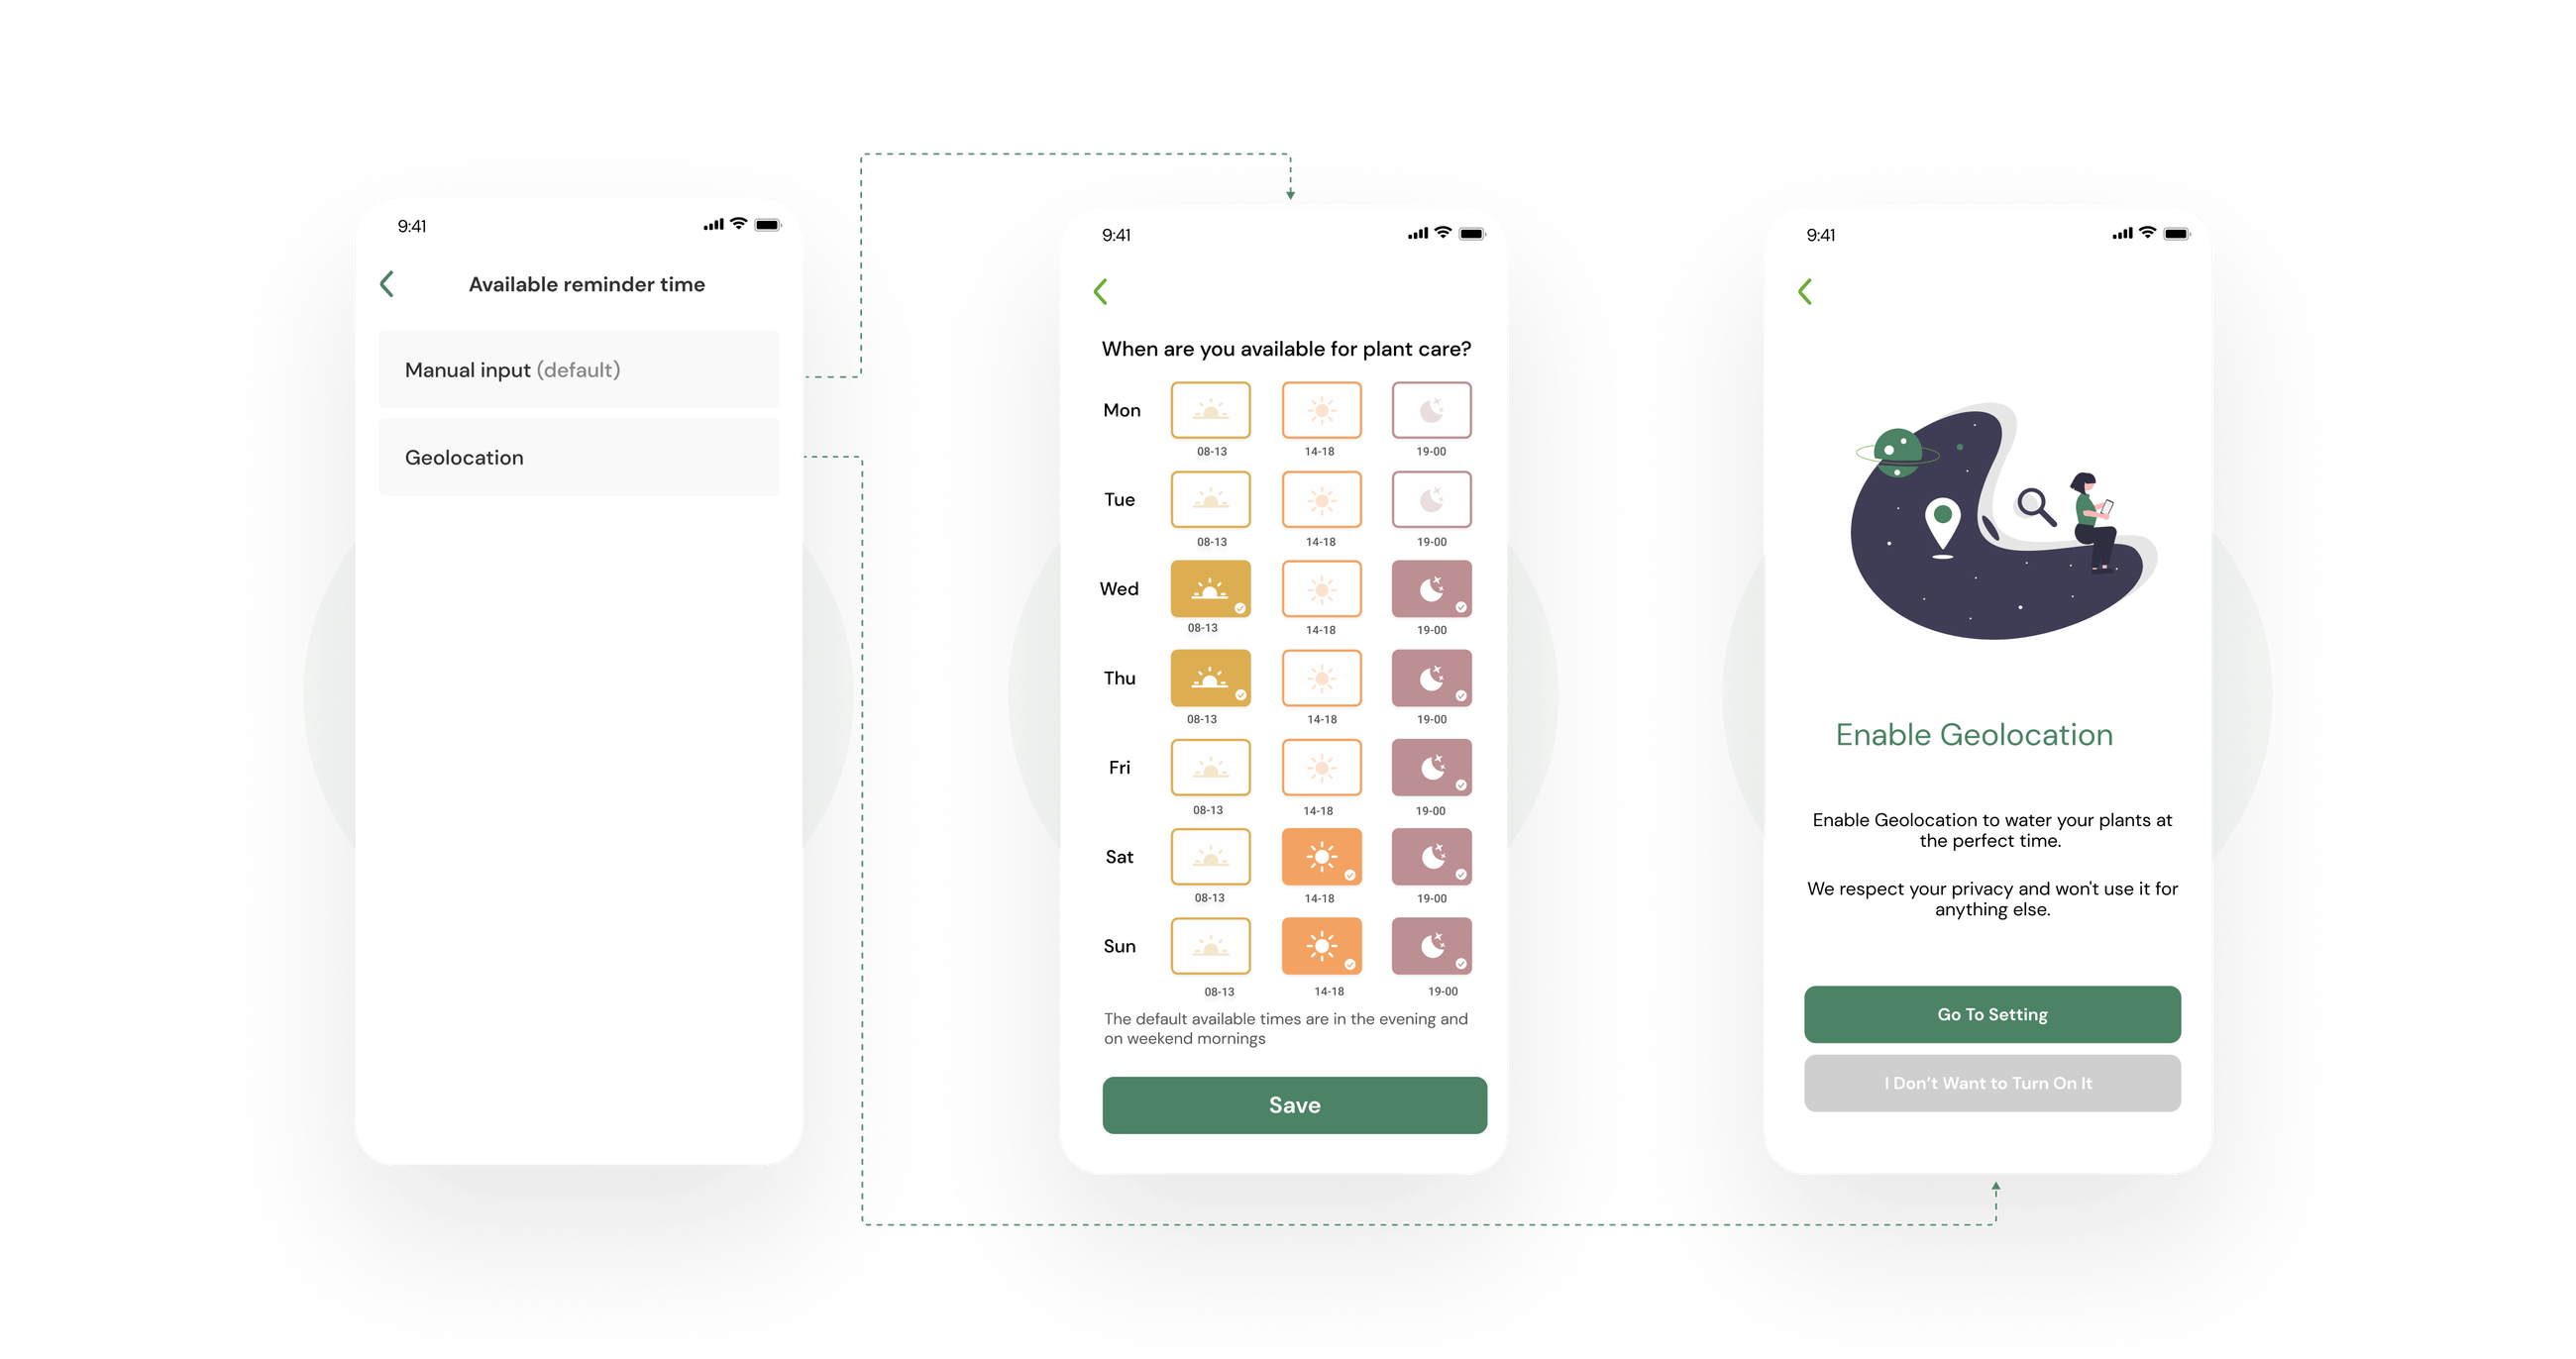 9:41
Available reminder time
Manual input (default)
Geolocation
9:41
When are you available for plant care?
Mon
08-13 14-18 19-00
Tue
08-13 14-18 19-00
Wed
08-13 14-18 19-00
Thu
08-13 14-18 19-00
Fri
08-13 14-18 19-00
Sat
08-13 14-18 19-00
Sun
08-13 14-18 19-00
The default available times are in the evening and
on weekend mornings
Save
9:41
Enable Geolocation
Enable Geolocation to water your plants at
the perfect time.
We respect your privacy and won't use it for
anything else.
Go To Setting
I Don’t Want to Turn On It